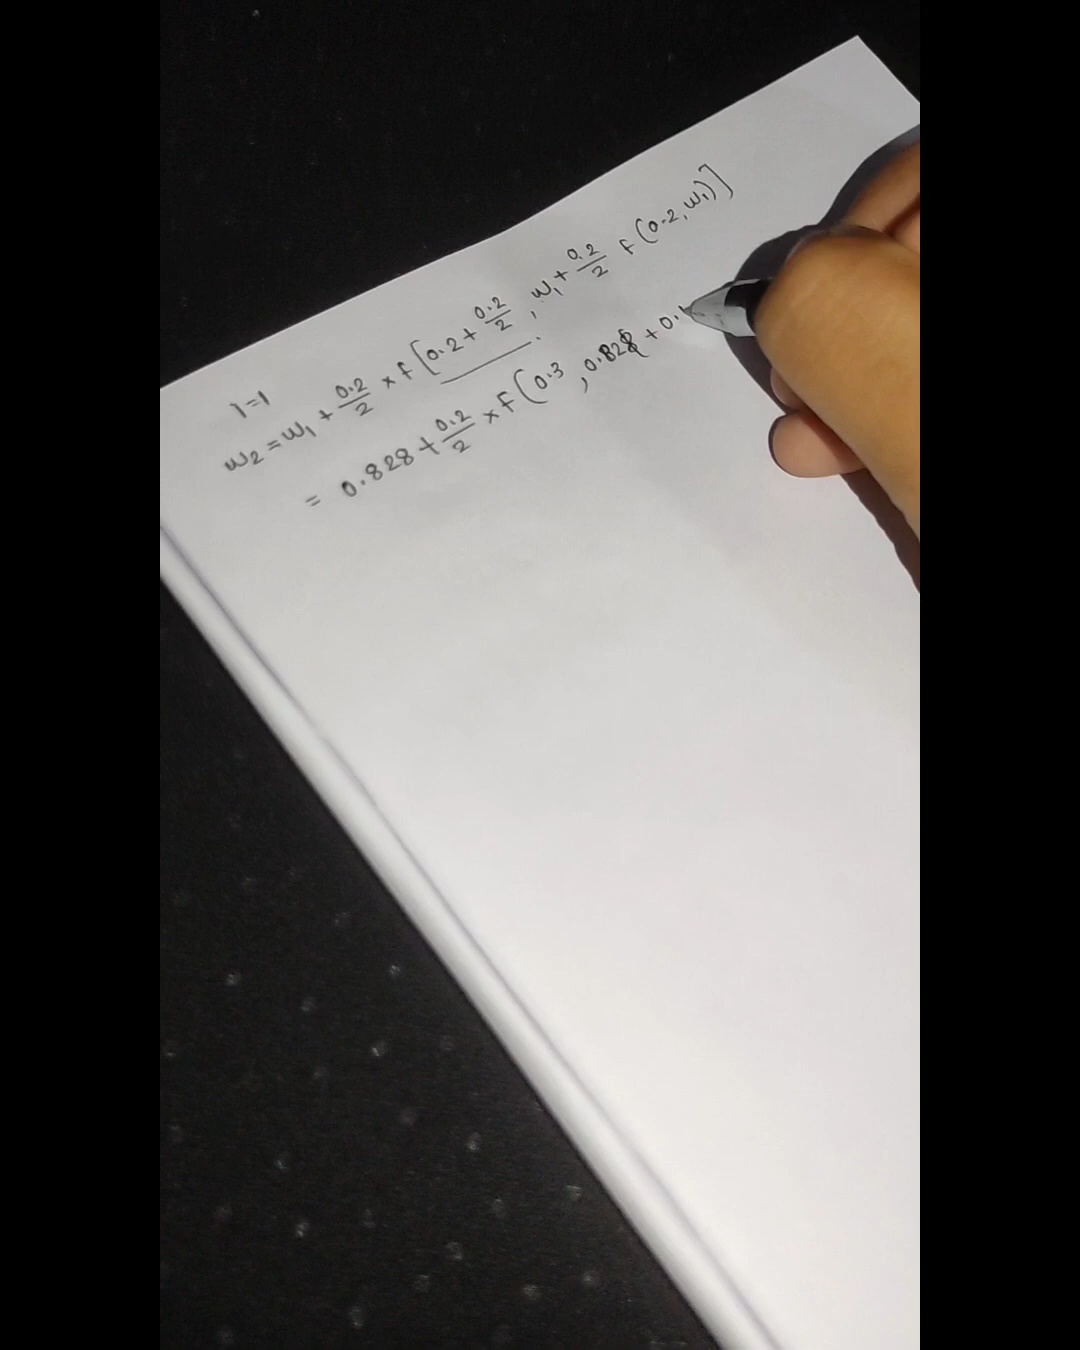 i=1
w₂ = w₁ + 0.2/2 × f[0.2 + 0.2/2, w₁ + 0.2/2 f(0.2, w₁)]
= 0.828 + 0.2/2 × f(0.3, 0.828 + 0.1